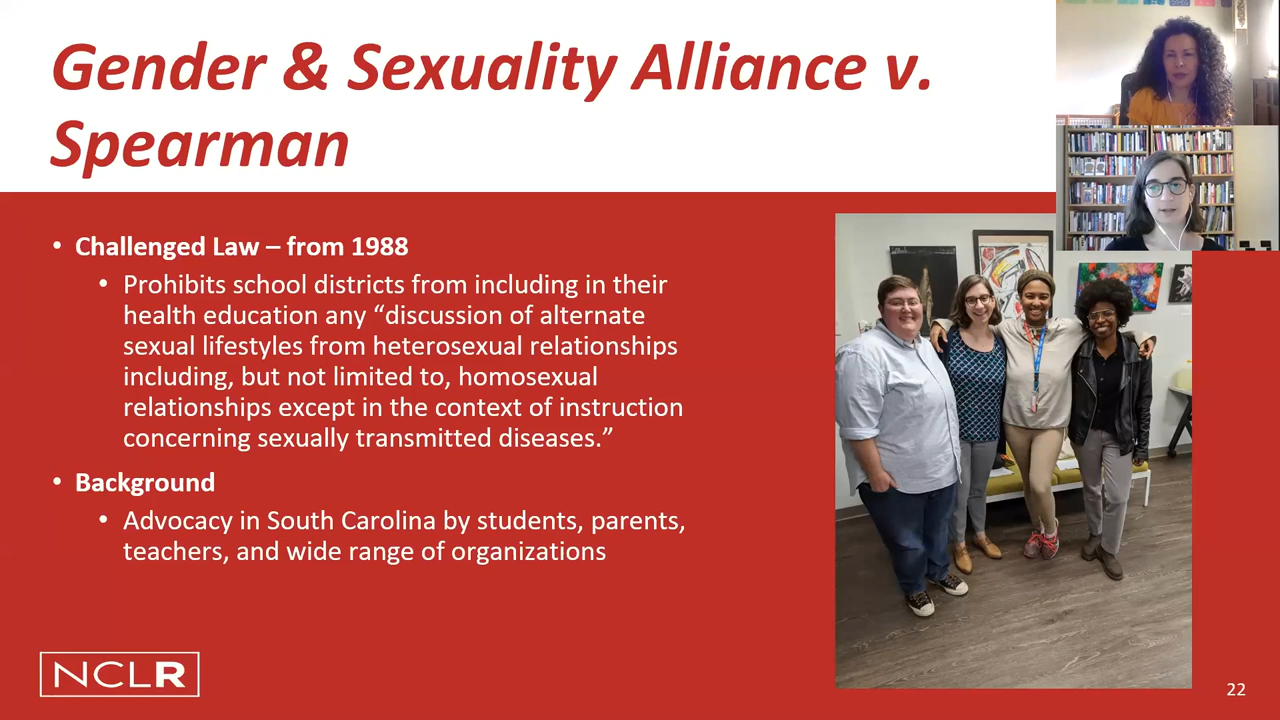 Gender & Sexuality Alliance v.
Spearman
• Challenged Law – from 1988
• Prohibits school districts from including in their
health education any “discussion of alternate
sexual lifestyles from heterosexual relationships
including, but not limited to, homosexual
relationships except in the context of instruction
concerning sexually transmitted diseases.”
• Background
• Advocacy in South Carolina by students, parents,
teachers, and wide range of organizations
NCLR
22